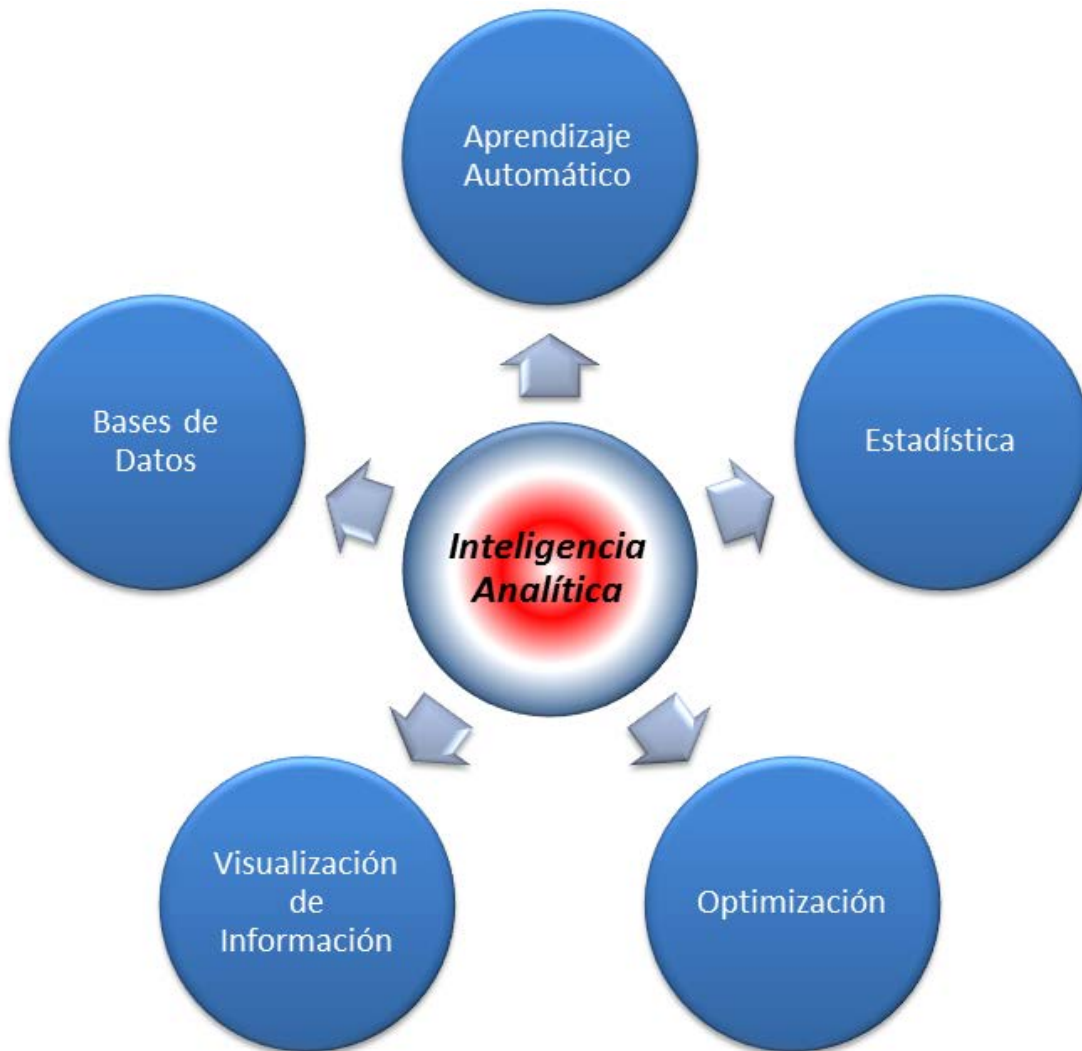 Aprendizaje
Automático
Bases de
Datos
Estadística
Inteligencia
Analítica
Visualización
de
Información
Optimización